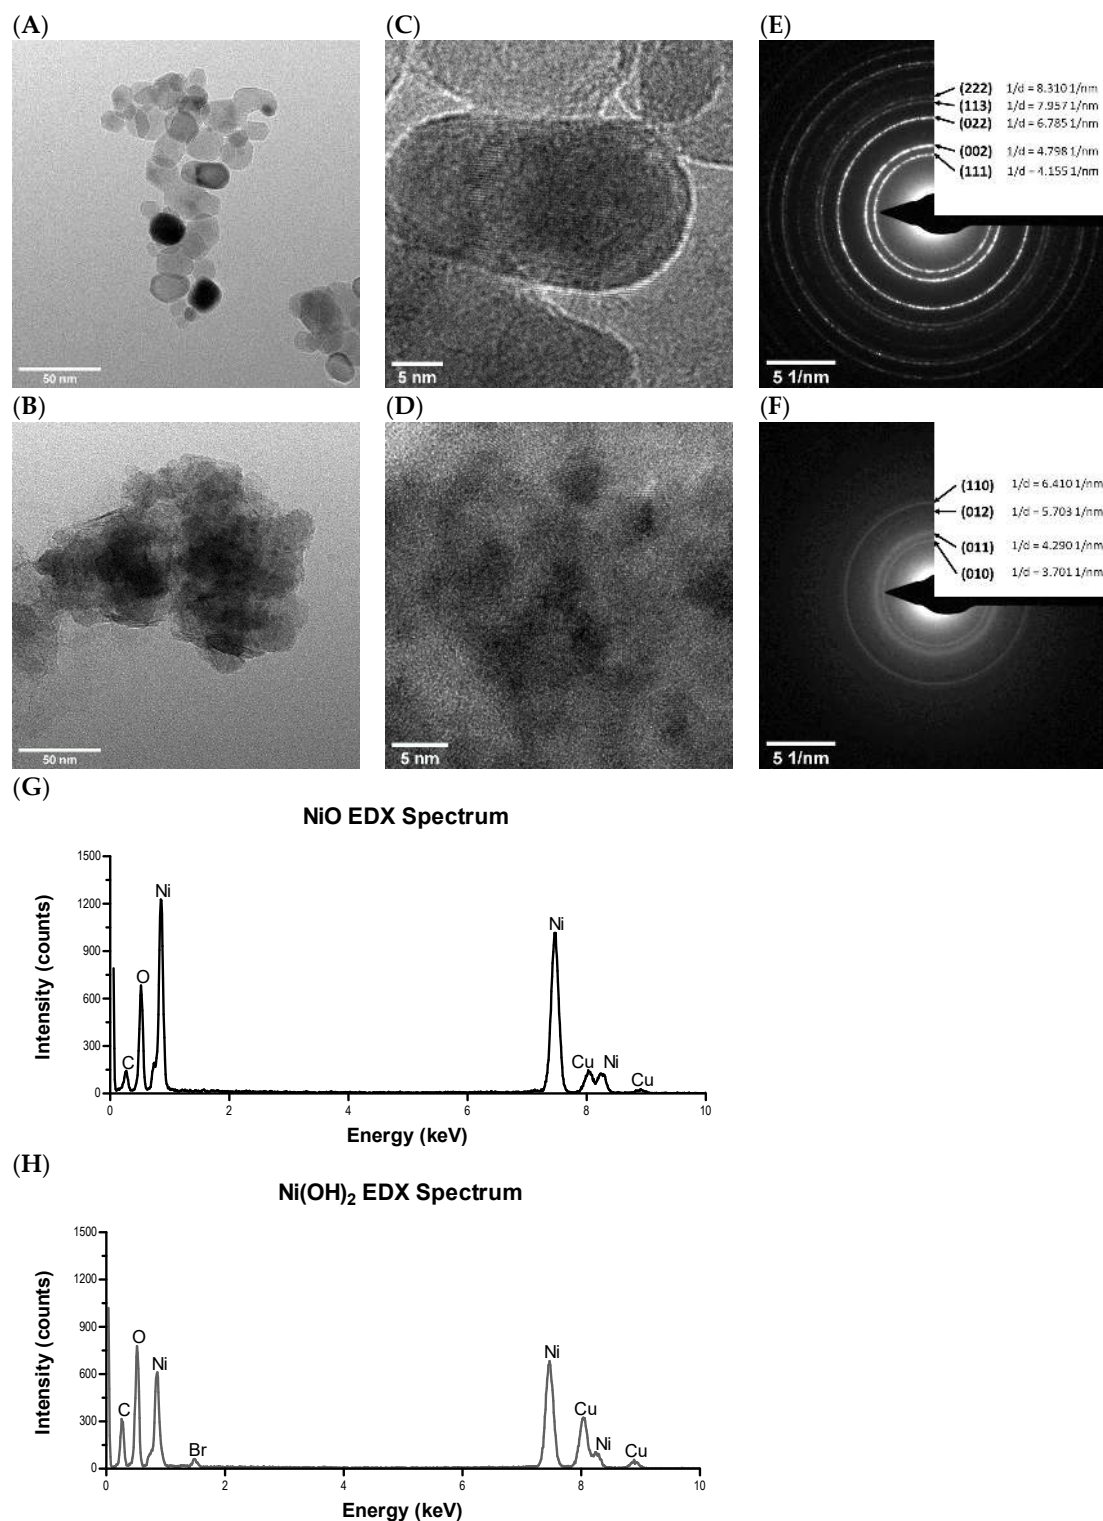 (A)
(C)
(E)
50 nm
5 nm
(222) 1/d = 8.310 1/nm
(113) 1/d = 7.957 1/nm
(022) 1/d = 6.785 1/nm
(002) 1/d = 4.798 1/nm
(111) 1/d = 4.155 1/nm
5 1/nm
(B)
(D)
(F)
50 nm
5 nm
(110) 1/d = 6.410 1/nm
(012) 1/d = 5.703 1/nm
(011) 1/d = 4.290 1/nm
(010) 1/d = 3.701 1/nm
5 1/nm
(G)
NiO EDX Spectrum
Intensity (counts)
1500
1200
900
600
300
0
C
O
Ni
Ni
Cu
Ni
Cu
0 2 4 6 8 10
Energy (keV)
(H)
Ni(OH)₂ EDX Spectrum
Intensity (counts)
1500
1200
900
600
300
0
C
O
Ni
Br
Ni
Cu
Ni
Cu
0 2 4 6 8 10
Energy (keV)